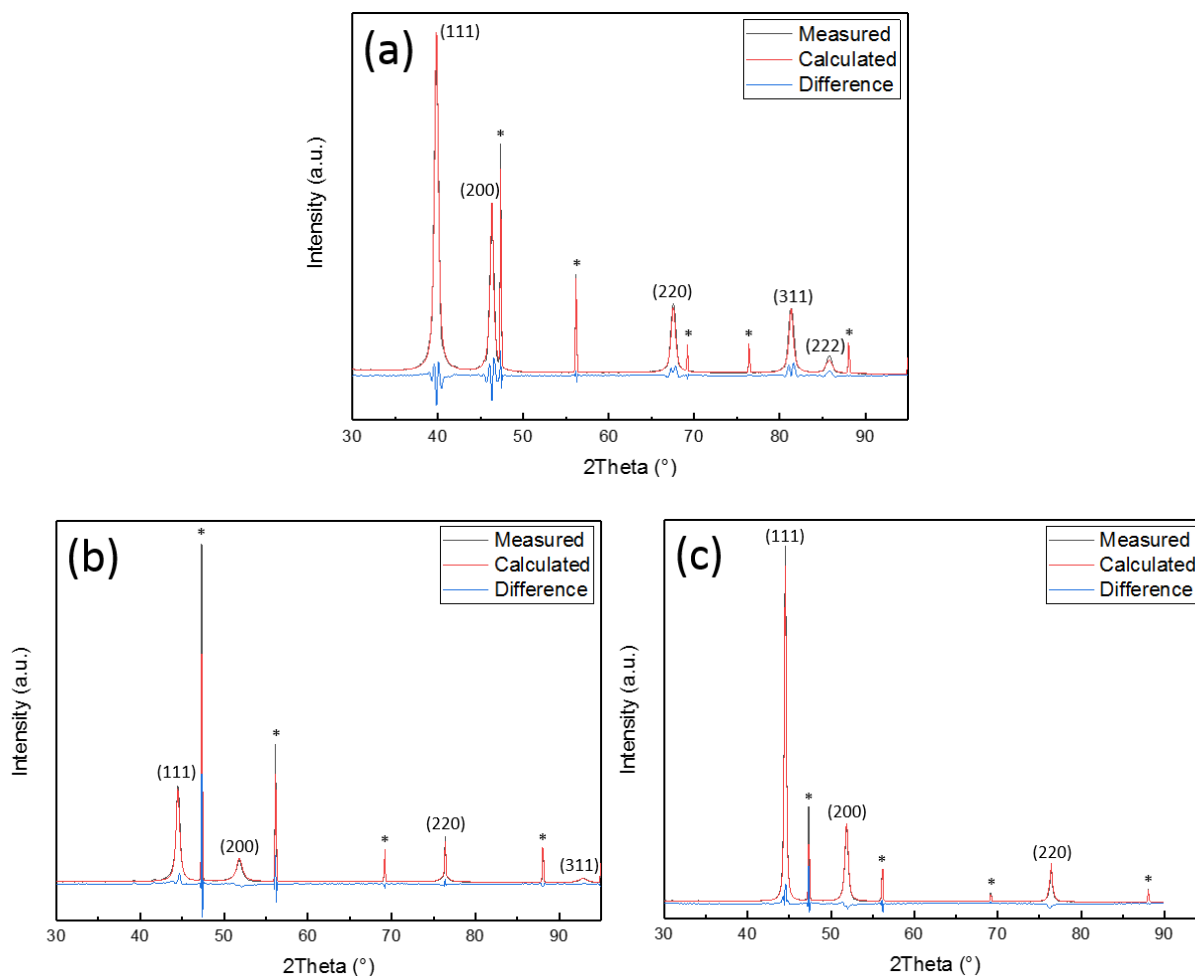 (a)
(111)
(200)
*
*
(220)
*
*
(311)
(222)
*
Measured
Calculated
Difference
Intensity (a.u.)
30 40 50 60 70 80 90
2Theta (°)
(b)
(111)
*
(200)
*
*
(220)
*
(311)
Measured
Calculated
Difference
Intensity (a.u.)
30 40 50 60 70 80 90
2Theta (°)
(c)
(111)
*
(200)
*
*
(220)
*
Measured
Calculated
Difference
Intensity (a.u.)
30 40 50 60 70 80 90
2Theta (°)